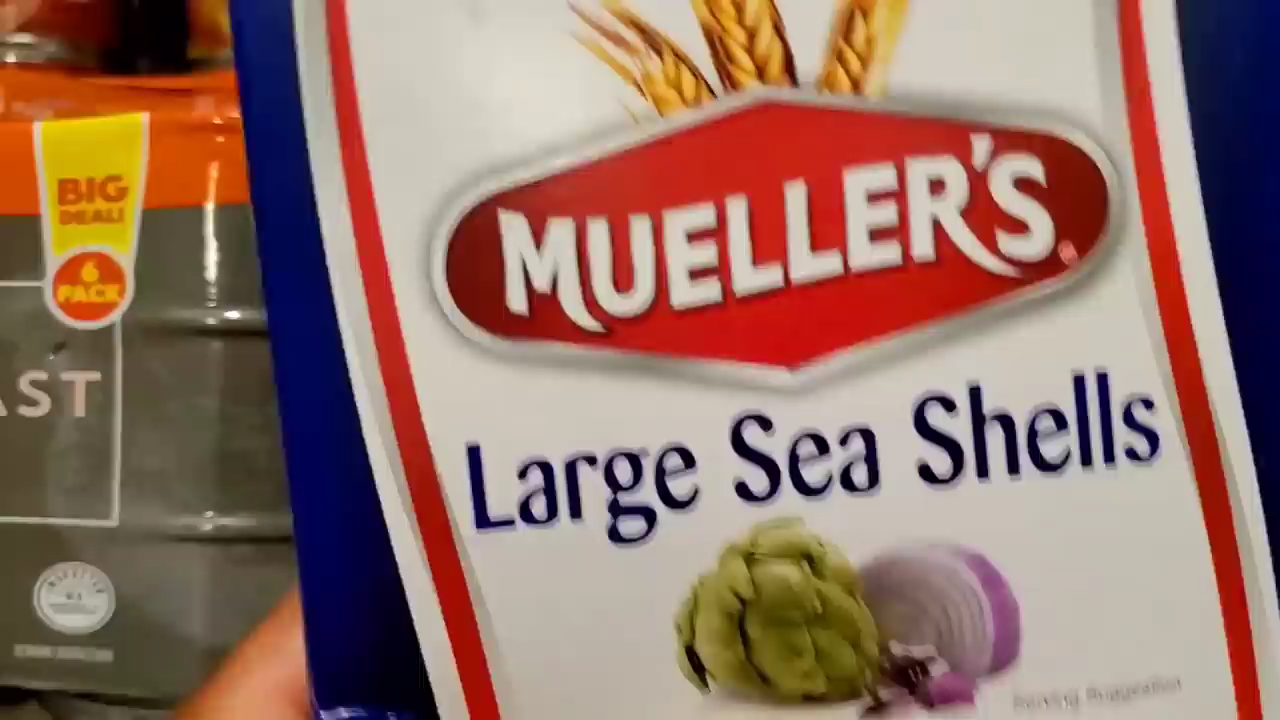 BIG
DEAL!
6
PACK
AST
MUELLER'S
Large Sea Shells
Serving Suggestion